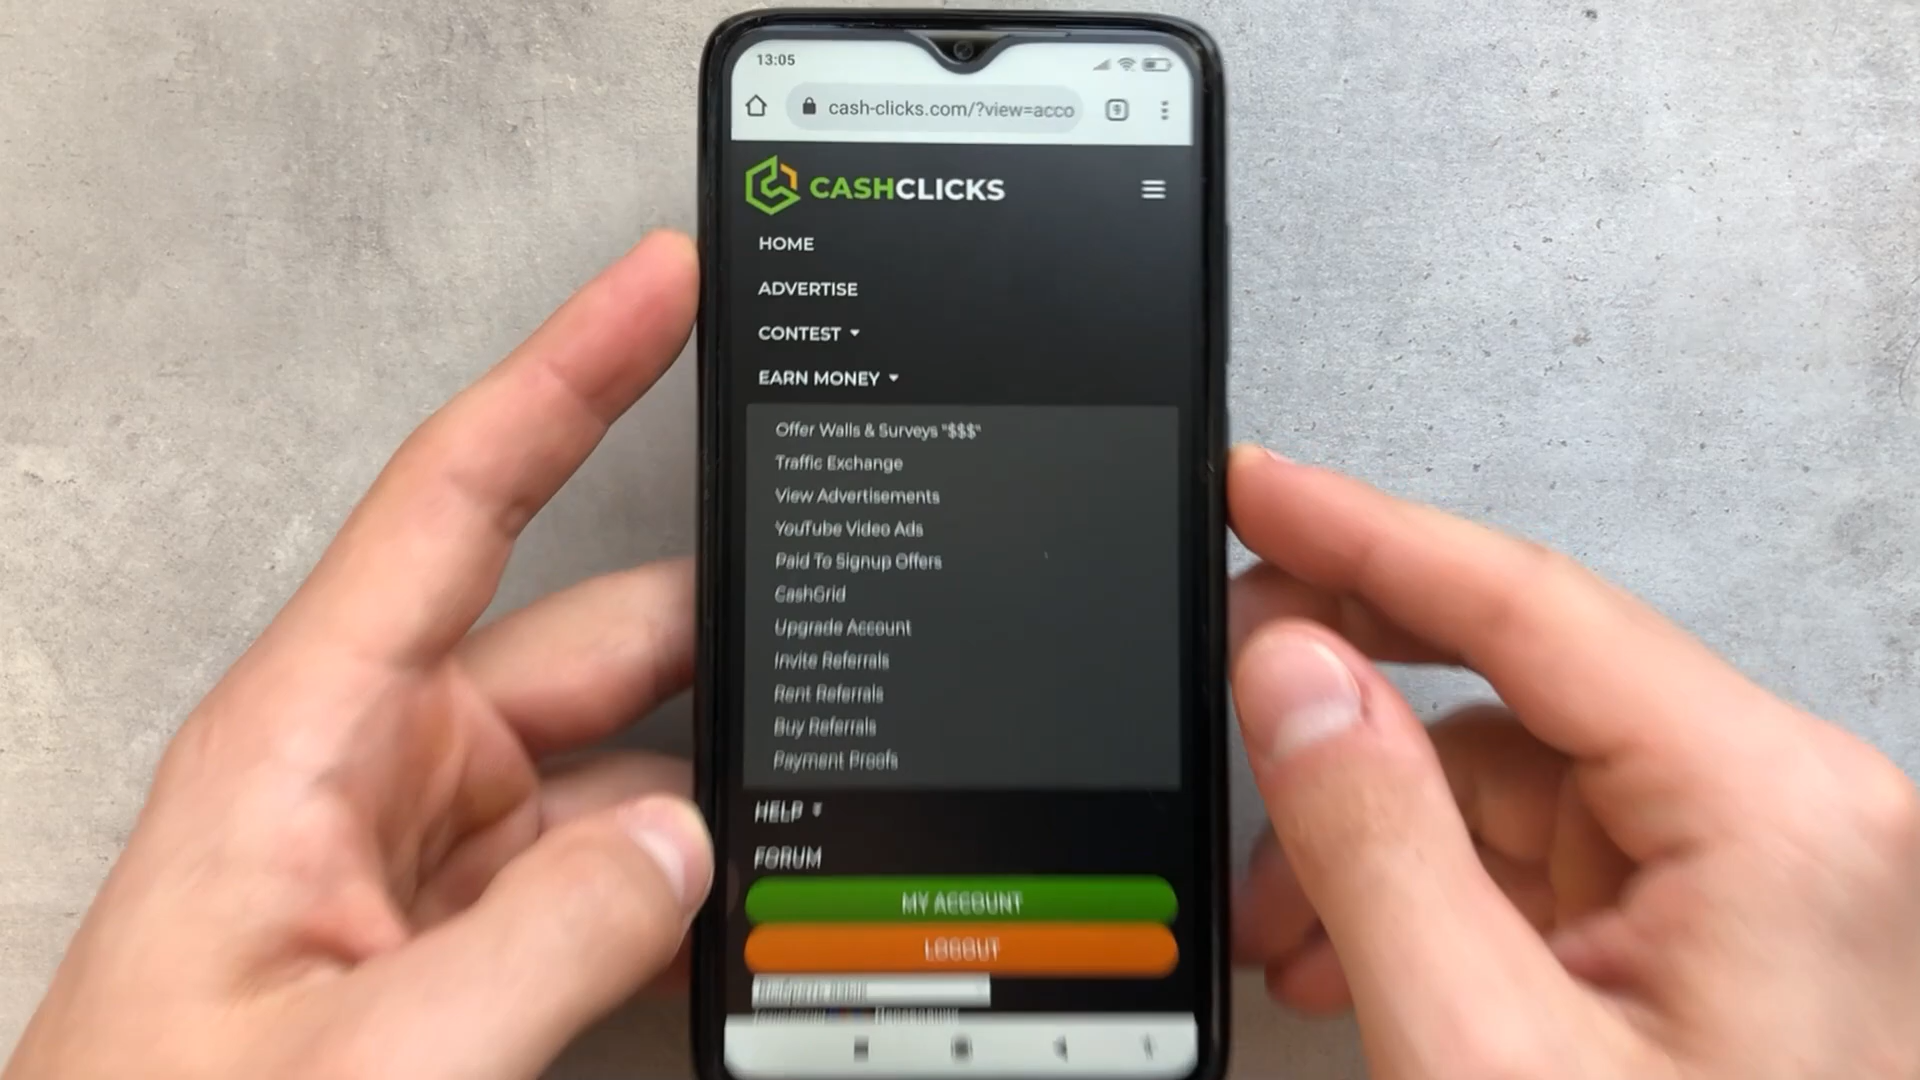 13:05
cash-clicks.com/?view=acco
CASHCLICKS
HOME
ADVERTISE
CONTEST
EARN MONEY
Offer Walls & Surveys "$$$"
Traffic Exchange
View Advertisements
YouTube Video Ads
Paid To Signup Offers
CashGrid
Upgrade Account
Invite Referrals
Rent Referrals
Buy Referrals
Payment Proofs
HELP
FORUM
MY ACCOUNT
LOGOUT